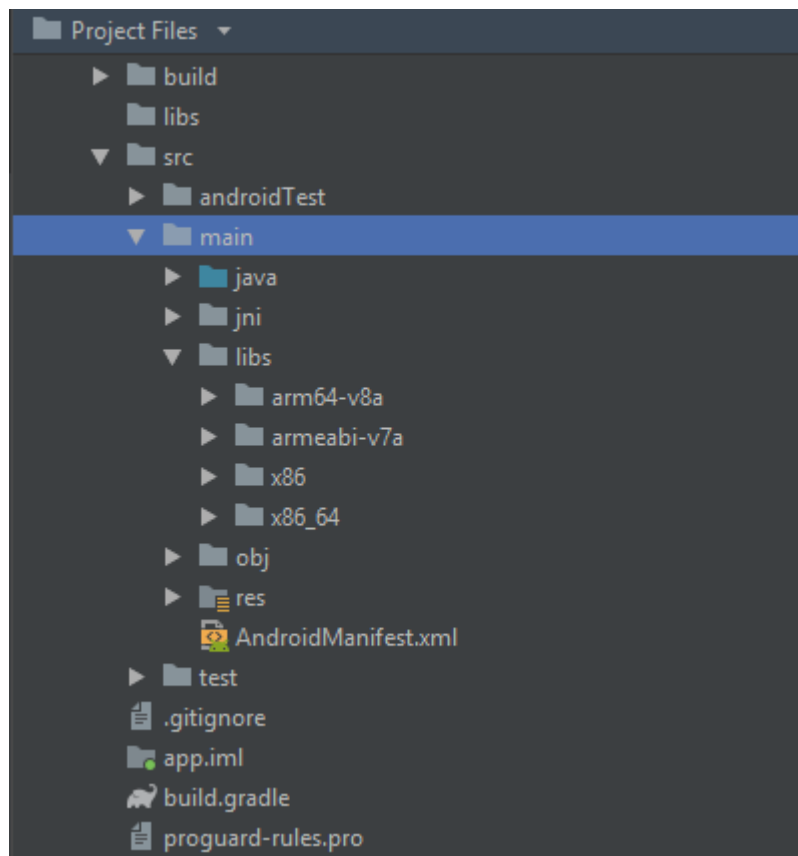 Project Files
build
libs
src
androidTest
main
java
jni
libs
arm64-v8a
armeabi-v7a
x86
x86_64
obj
res
AndroidManifest.xml
test
.gitignore
app.iml
build.gradle
proguard-rules.pro